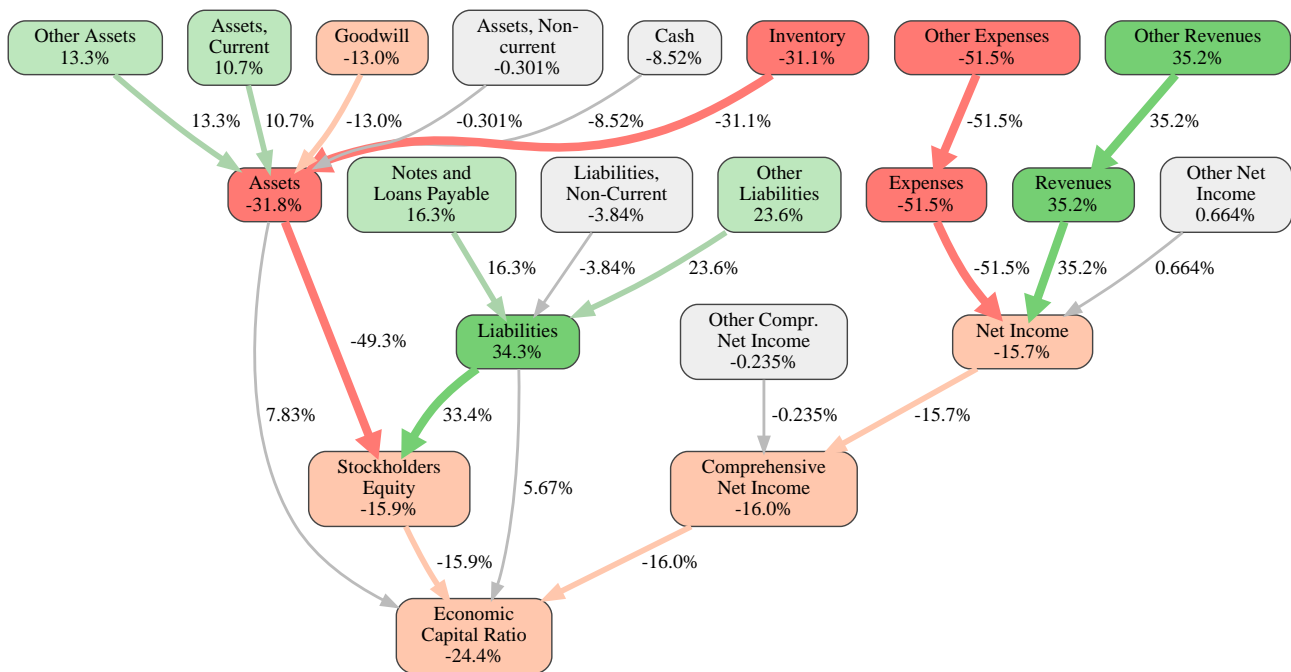 Other Assets
13.3%
Assets,
Current
10.7%
Goodwill
-13.0%
Assets, Non-
current
-0.301%
Cash
-8.52%
Inventory
-31.1%
Other Expenses
-51.5%
Other Revenues
35.2%
13.3%
10.7%
-13.0%
-0.301%
-8.52%
-31.1%
-51.5%
35.2%
Assets
-31.8%
Notes and
Loans Payable
16.3%
Liabilities,
Non-Current
-3.84%
Other
Liabilities
23.6%
Expenses
-51.5%
Revenues
35.2%
Other Net
Income
0.664%
16.3%
-3.84%
23.6%
-51.5%
35.2%
0.664%
-49.3%
Liabilities
34.3%
Other Compr.
Net Income
-0.235%
Net Income
-15.7%
7.83%
33.4%
-0.235%
-15.7%
Stockholders
Equity
-15.9%
5.67%
Comprehensive
Net Income
-16.0%
-15.9%
-16.0%
Economic
Capital Ratio
-24.4%